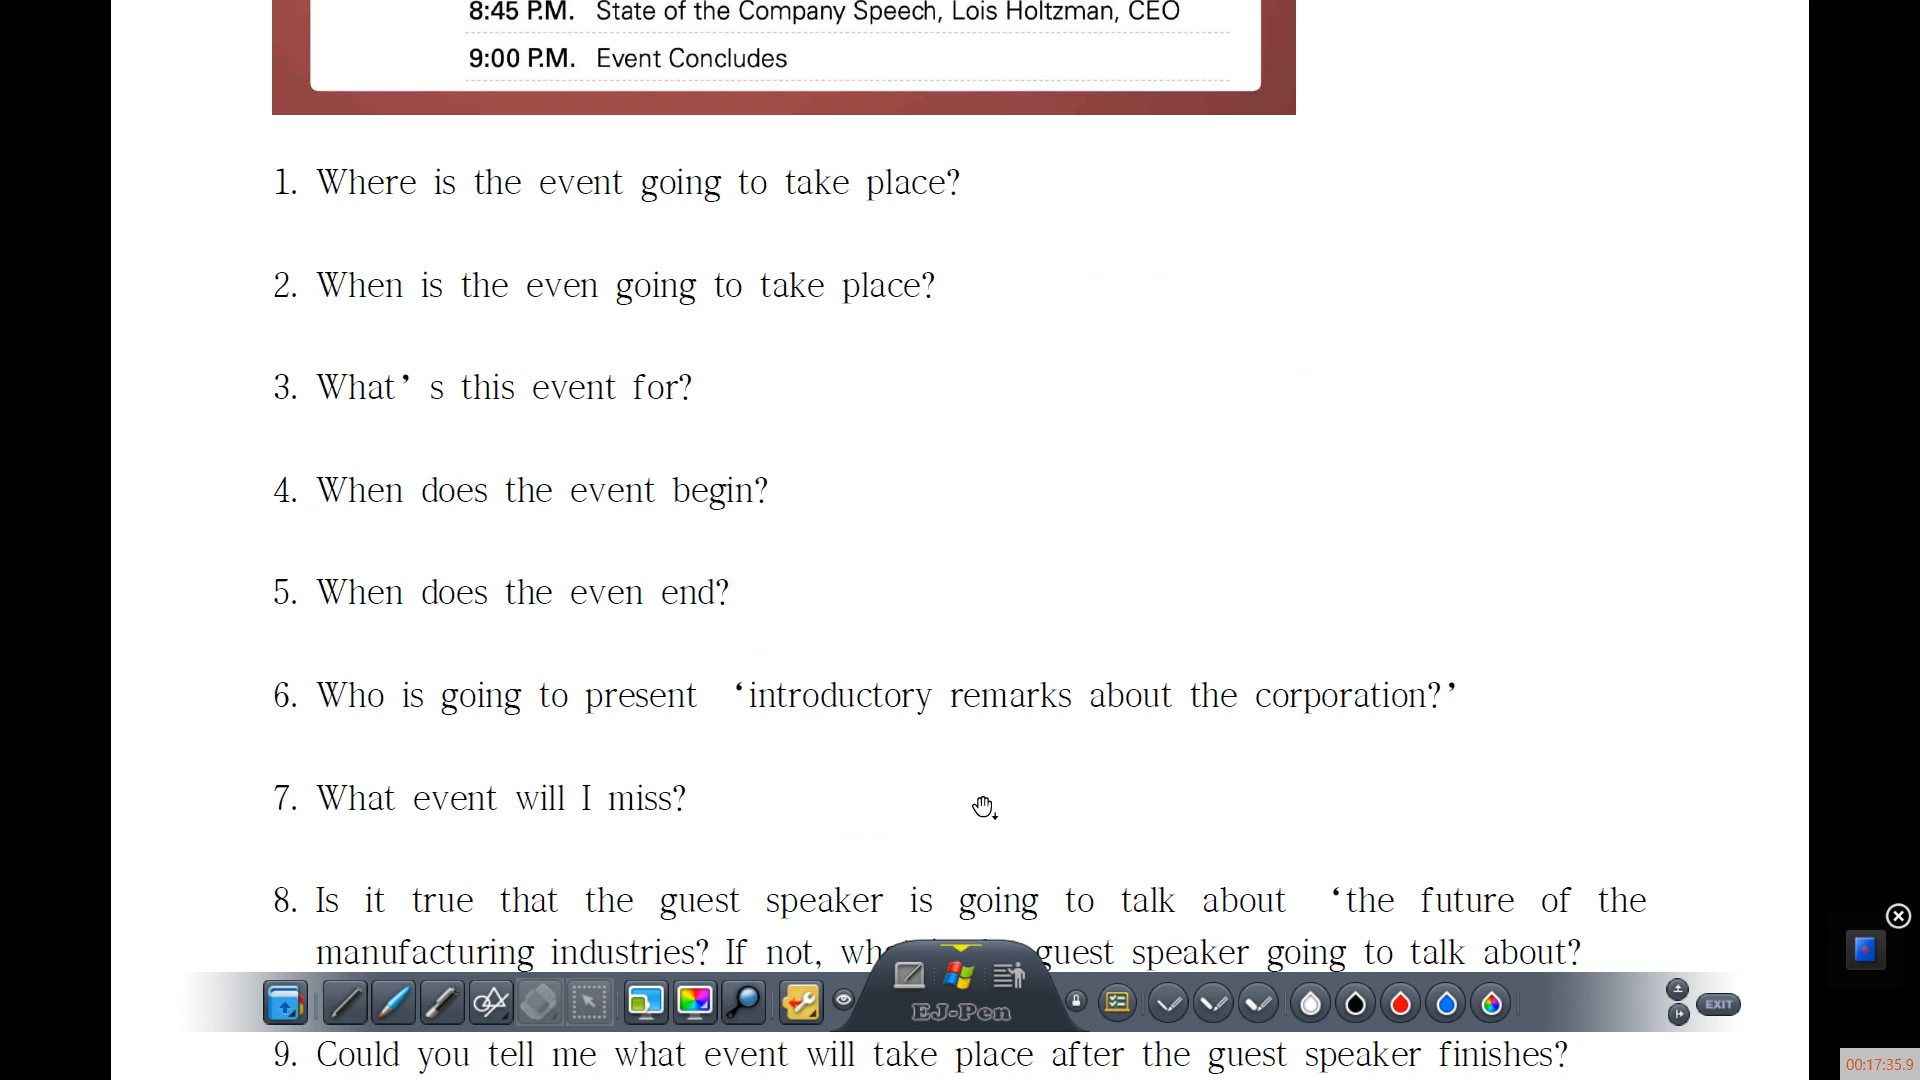 8:45 P.M. State of the Company Speech, Lois Holtzman, CEO
9:00 P.M. Event Concludes
1. Where is the event going to take place?
2. When is the even going to take place?
3. What's this event for?
4. When does the event begin?
5. When does the even end?
6. Who is going to present ‘introductory remarks about the corporation?’
7. What event will I miss?
8. Is it true that the guest speaker is going to talk about ‘the future of the
manufacturing industries? If not, guest speaker going to talk about?
EJ-Pen
EXIT
9. Could you tell me what event will take place after the guest speaker finishes?
00:17:35.9